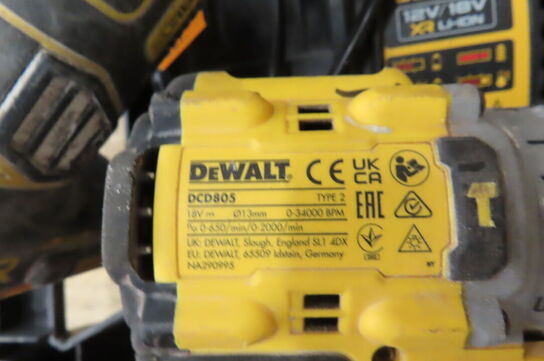 12V/18V
XR LI-ION
DEWALT CE UK CA
DCD805 TYPE 2
18V Ø13mm 0-34000 BPM EAC
0-650/min/0-2000/min
UK: DEWALT, Slough, England SL1 4DX
EU: DEWALT, 65509 Idstein, Germany
NA290995